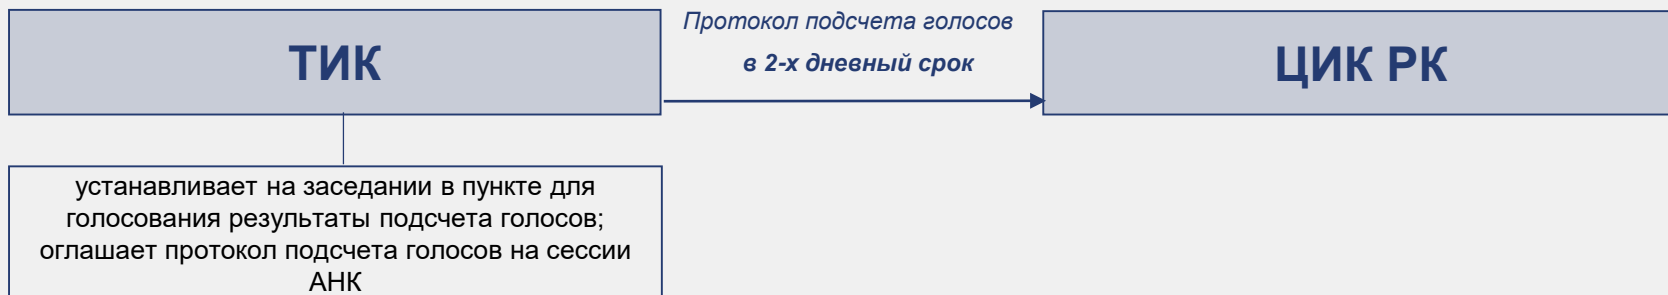 ТИК
Протокол подсчета голосов
в 2-х дневный срок
ЦИК РК
устанавливает на заседании в пункте для
голосования результаты подсчета голосов;
оглашает протокол подсчета голосов на сессии
АНК